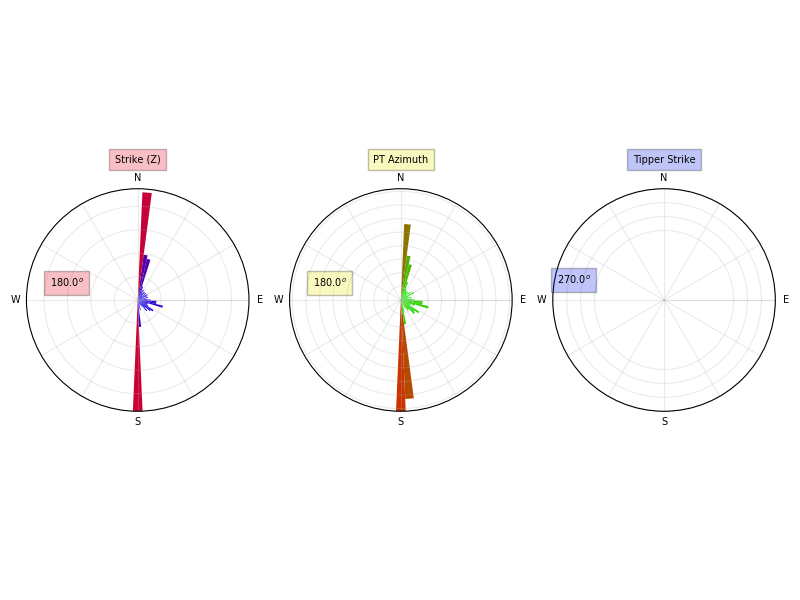 Strike (Z)
PT Azimuth
Tipper Strike
N
N
N
180.0°
180.0°
270.0°
W
E
W
E
W
E
S
S
S